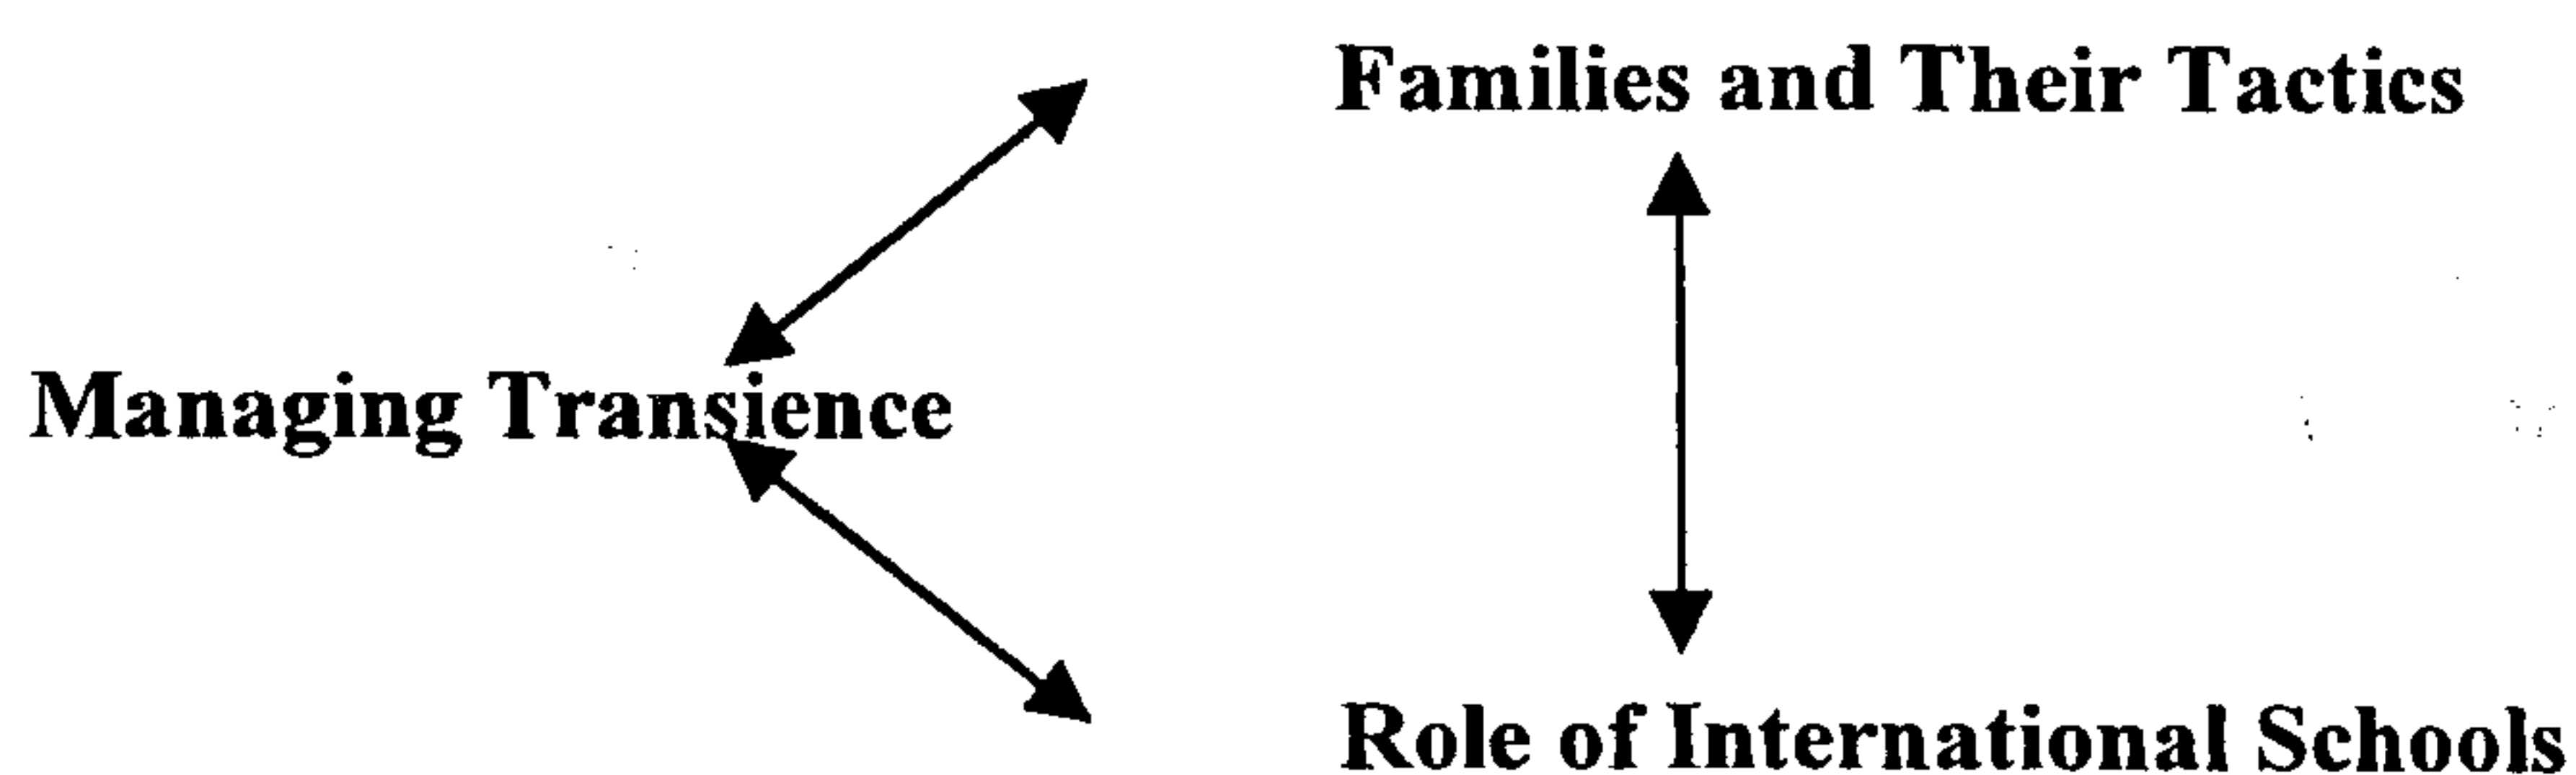 Families and Their Tactics
Managing Transience
Role of International Schools